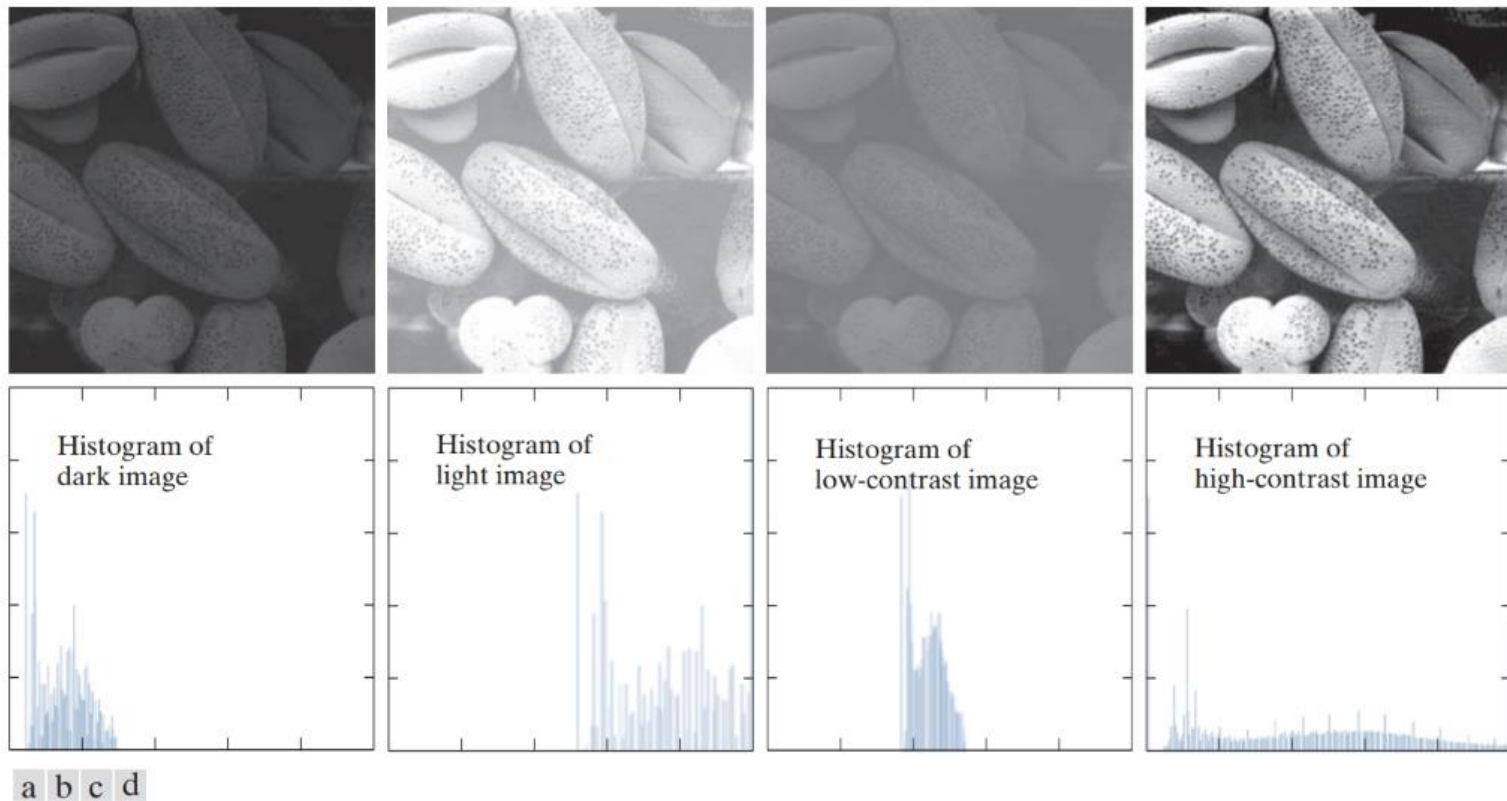 Histogram of
dark image
Histogram of
light image
Histogram of
low-contrast image
Histogram of
high-contrast image
a b c d